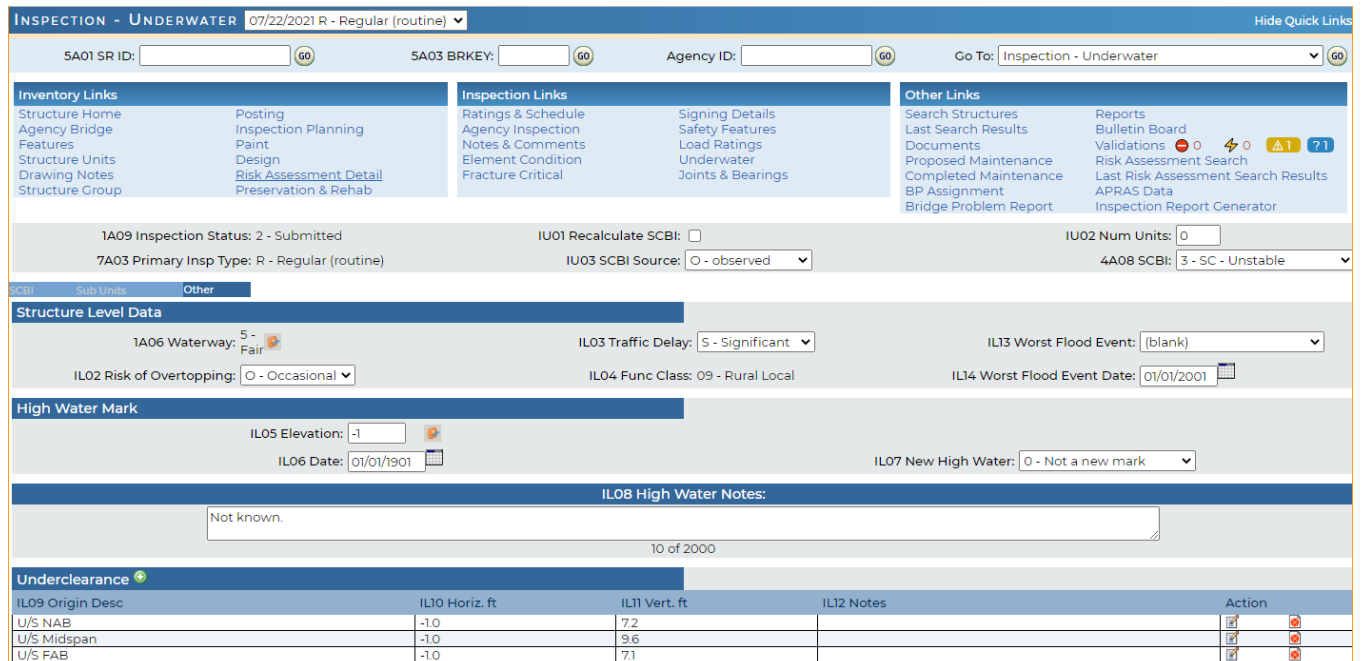 INSPECTION - UNDERWATER 07/22/2021 R - Regular (routine) Hide Quick Links
5A01 SR ID: GO 5A03 BRKEY: GO Agency ID: GO Go To: Inspection - Underwater GO
Inventory Links Inspection Links Other Links
Structure Home Posting Ratings & Schedule Signing Details Search Structures Reports
Agency Bridge Inspection Planning Agency Inspection Safety Features Last Search Results Bulletin Board
Features Paint Notes & Comments Load Ratings Documents Validations 0 0 1 ?1
Structure Units Design Element Condition Underwater Proposed Maintenance Risk Assessment Search
Drawing Notes Risk Assessment Detail Fracture Critical Joints & Bearings Completed Maintenance Last Risk Assessment Search Results
Structure Group Preservation & Rehab BP Assignment APRAS Data
Bridge Problem Report Inspection Report Generator
1A09 Inspection Status: 2 - Submitted IU01 Recalculate SCBI: IU02 Num Units: 0
7A03 Primary Insp Type: R - Regular (routine) IU03 SCBI Source: O - observed 4A08 SCBI: 3 - SC - Unstable
SCBI Sub Units Other
Structure Level Data
1A06 Waterway: 5 - Fair IL03 Traffic Delay: S - Significant IL13 Worst Flood Event: (blank)
IL02 Risk of Overtopping: O - Occasional IL04 Func Class: 09 - Rural Local IL14 Worst Flood Event Date: 01/01/2001
High Water Mark
IL05 Elevation: -1
IL06 Date: 01/01/1901 IL07 New High Water: 0 - Not a new mark
IL08 High Water Notes:
Not known.
10 of 2000
Underclearance
IL09 Origin Desc IL10 Horiz. ft IL11 Vert. ft IL12 Notes Action
U/S NAB -1.0 7.2
U/S Midspan -1.0 9.6
U/S FAB -1.0 7.1